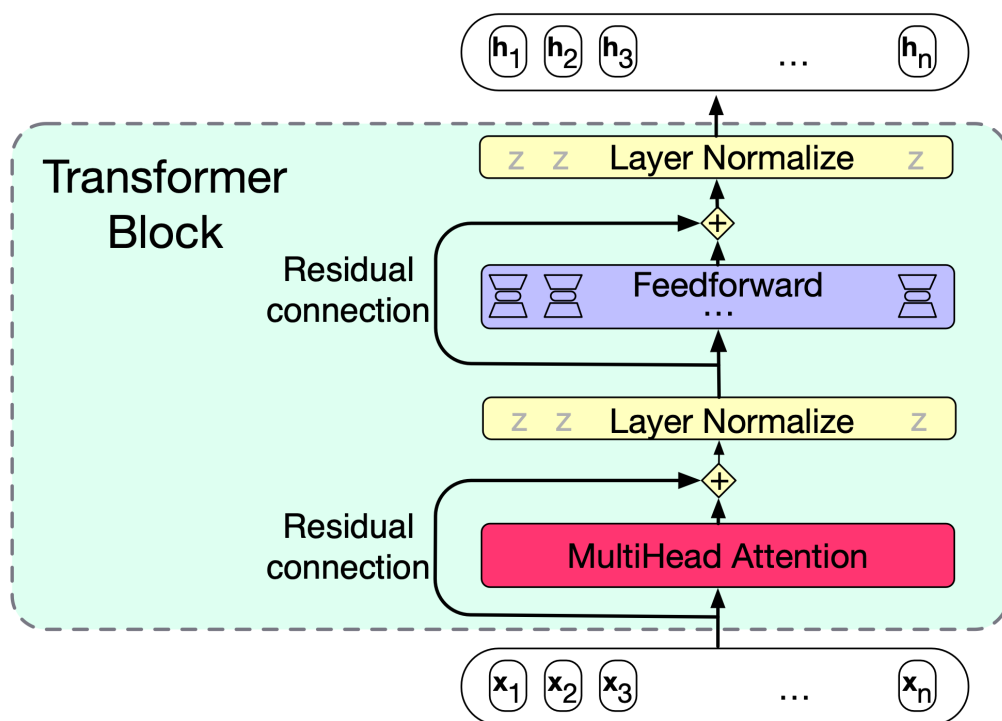 h1 h2 h3 ... hn
Transformer
Block
z z Layer Normalize z
+
Residual
connection
Feedforward
...
z z Layer Normalize z
+
Residual
connection
MultiHead Attention
x1 x2 x3 ... xn